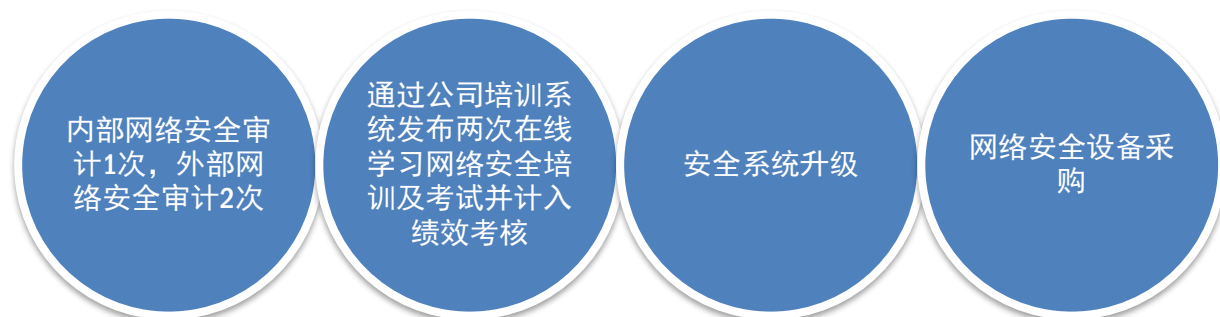 内部网络安全审
计1次，外部网
络安全审计2次
通过公司培训系
统发布两次在线
学习网络安全培
训及考试并计入
绩效考核
安全系统升级
网络安全设备采
购